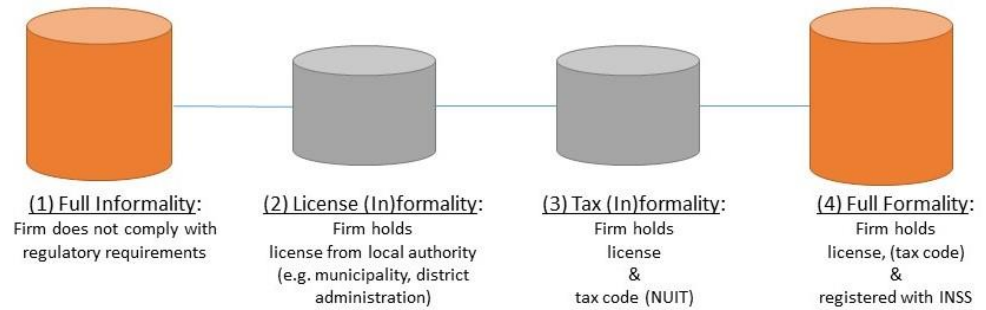 (1) Full Informality:
Firm does not comply with
regulatory requirements
(2) License (In)formality:
Firm holds
license from local authority
(e.g. municipality, district
administration)
(3) Tax (In)formality:
Firm holds
license
&
tax code (NUIT)
(4) Full Formality:
Firm holds
license, (tax code)
&
registered with INSS